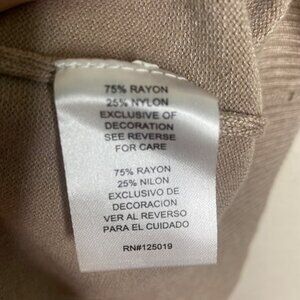 75% RAYON
25% NYLON
EXCLUSIVE OF
DECORATION
SEE REVERSE
FOR CARE
75% RAYON
25% NILON
EXCLUSIVO DE
DECORACION
VER AL REVERSO
PARA EL CUIDADO
RN#125019